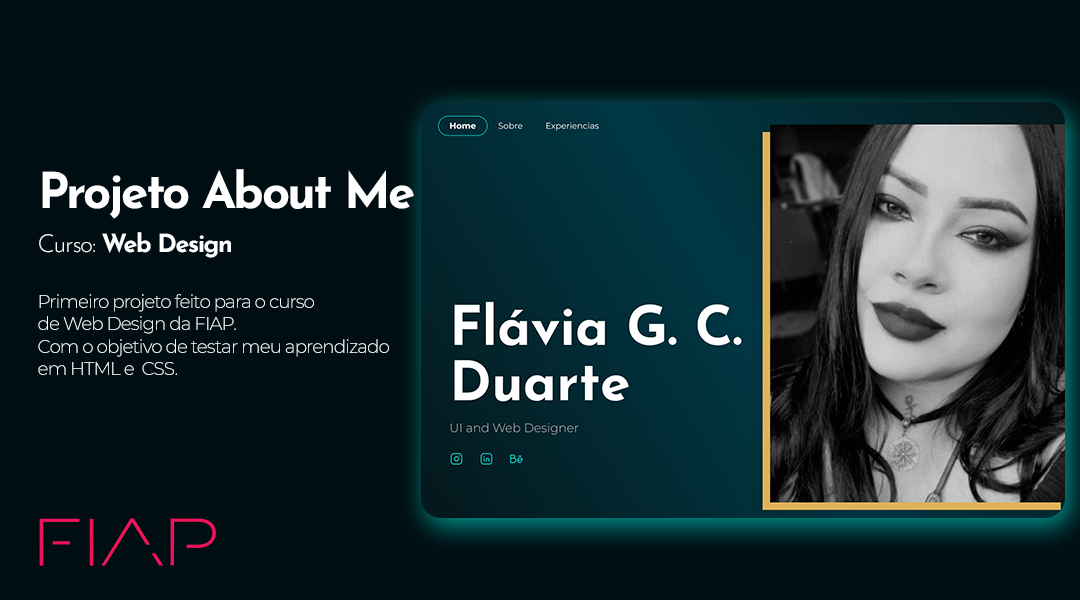 Projeto About Me
Curso: Web Design
Primeiro projeto feito para o curso
de Web Design da FIAP.
Com o objetivo de testar meu aprendizado
em HTML e CSS.
FIAP
Home Sobre Experiencias
Flávia G. C.
Duarte
UI and Web Designer
in Bē